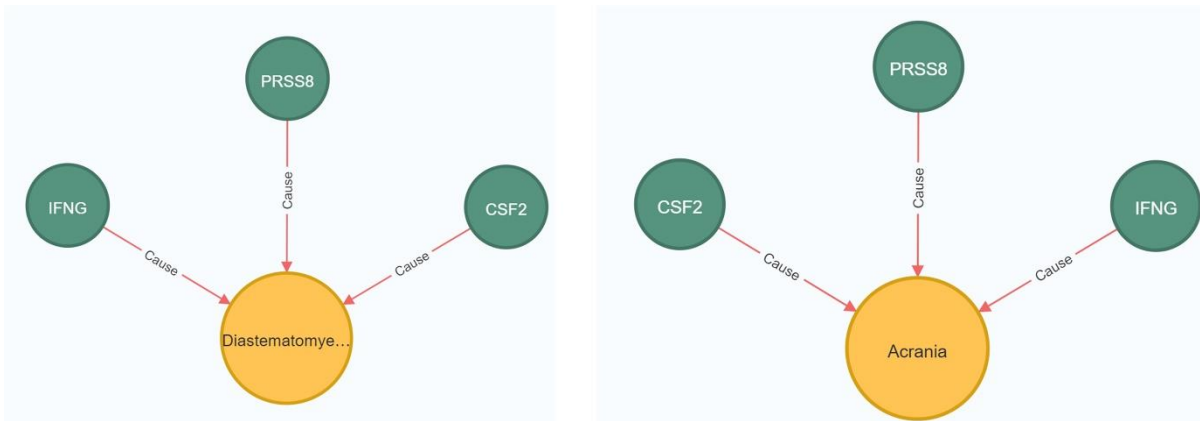 PRSS8
IFNG
CSF2
Cause
Cause
Cause
Diastematomye…
PRSS8
CSF2
IFNG
Cause
Cause
Cause
Acrania